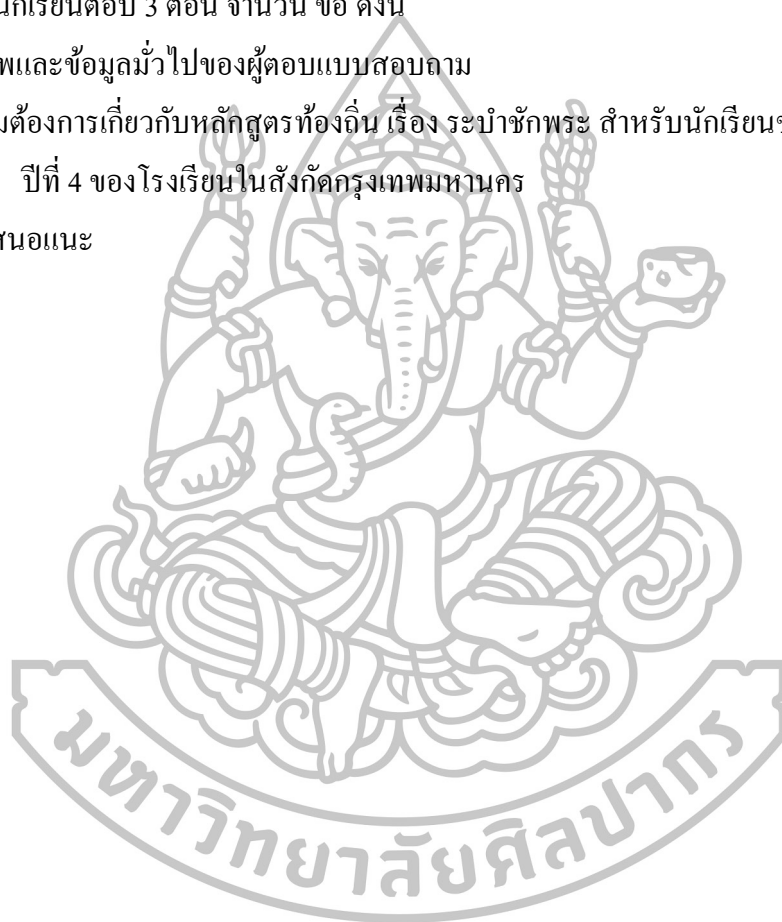 นักเรียนตอบ 3 ตอน จำนวน ข้อ ดังนี้
และข้อมูลมั่วไปของผู้ตอบแบบสอบถาม
ต้องการเกี่ยวกับหลักสูตรท้องถิ่น เรื่อง ระบำชักพระ สำหรับนักเรียน
ปีที่ 4 ของโรงเรียนในสังกัดกรุงเทพมหานคร
สนอแนะ
มหาวิทยาลัยศิลปากร